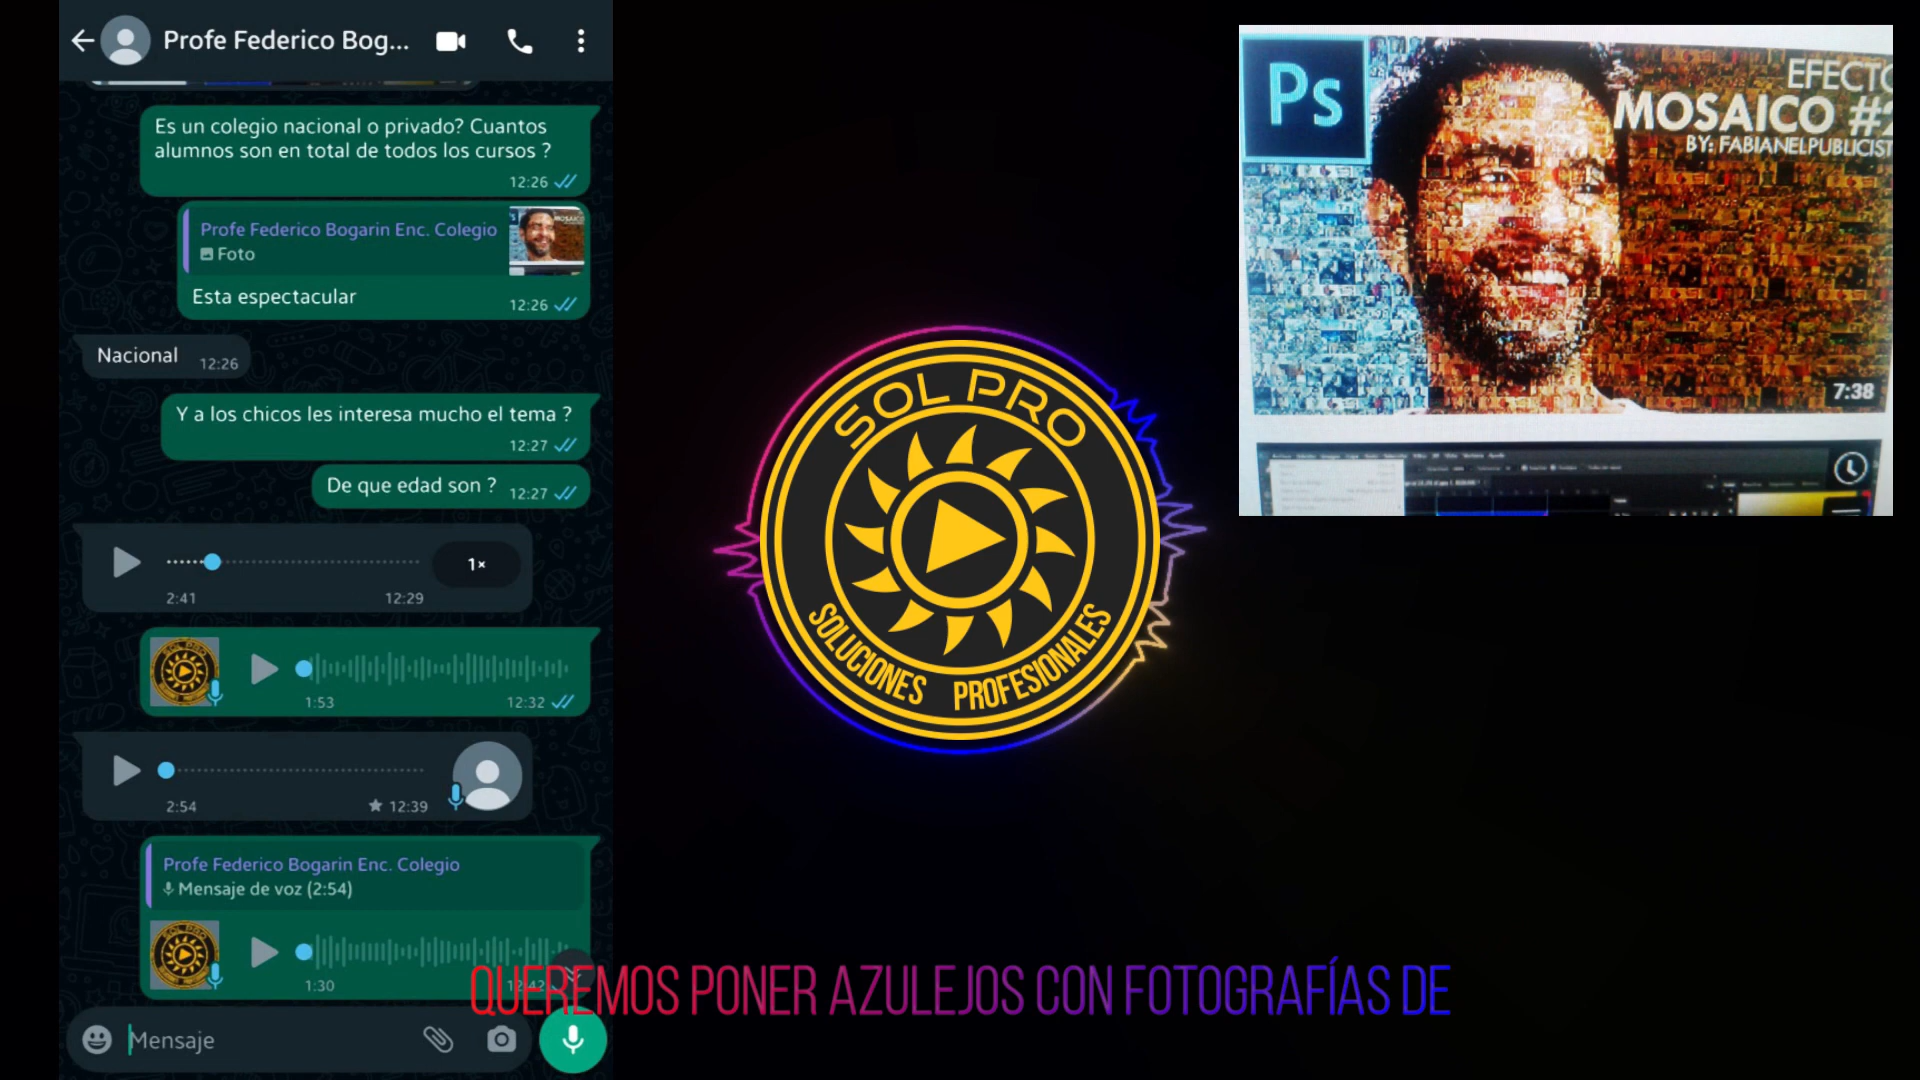 Profe Federico Bog...
Es un colegio nacional o privado? Cuantos
alumnos son en total de todos los cursos ?
12:26
Profe Federico Bogarin Enc. Colegio
Foto
Esta espectacular
12:26
Nacional
12:26
Y a los chicos les interesa mucho el tema ?
12:27
De que edad son ?
12:27
1×
2:41
12:29
1:53
12:32
2:54
12:39
Profe Federico Bogarin Enc. Colegio
Mensaje de voz (2:54)
1:30
12:42
Mensaje
SOL PRO
SOLUCIONES PROFESIONALES
Ps
EFECTO
MOSAICO #2
BY: FABIANELPUBLICIST
7:38
QUEREMOS PONER AZULEJOS CON FOTOGRAFÍAS DE